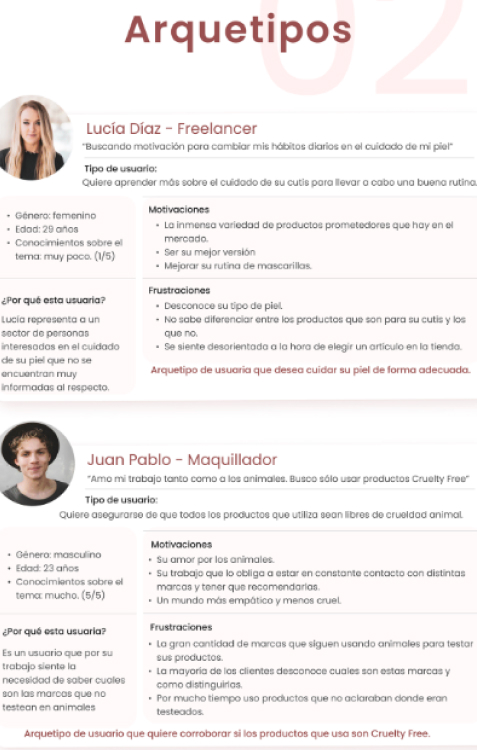 02
Arquetipos
Lucía Díaz - Freelancer
"Buscando motivación para cambiar mis hábitos diarios en el cuidado de mi piel"
Tipo de usuario:
Quiere aprender más sobre el cuidado de su cutis para llevar a cabo una buena rutina.
• Género: femenino
• Edad: 29 años
• Conocimientos sobre el
tema: muy poco. (1/5)
Motivaciones
• La inmensa variedad de productos prometedores que hay en el
mercado.
• Ser su mejor versión
• Mejorar su rutina de mascarillas.
¿Por qué esta usuaria?
Lucía representa a un
sector de personas
interesadas en el cuidado
de su piel que no se
encuentran muy
informadas al respecto.
Frustraciones
• Desconoce su tipo de piel.
• No sabe diferenciar entre los productos que son para su cutis y los
que no.
• Se siente desorientada a la hora de elegir un artículo en la tienda.
Arquetipo de usuaria que desea cuidar su piel de forma adecuada.
Juan Pablo - Maquillador
"Amo mi trabajo tanto como a los animales. Busco sólo usar productos Cruelty Free"
Tipo de usuario:
Quiere asegurarse de que todos los productos que utiliza sean libres de crueldad animal.
• Género: masculino
• Edad: 23 años
• Conocimientos sobre el
tema: mucho. (5/5)
Motivaciones
• Su amor por los animales.
• Su trabajo que lo obliga a estar en constante contacto con distintas
marcas y tener que recomendarlas.
• Un mundo más empático y menos cruel.
¿Por qué esta usuaria?
Es un usuario que por su
trabajo siente la
necesidad de saber cuales
son las marcas que no
testean en animales
Frustraciones
• La gran cantidad de marcas que siguen usando animales para testar
sus productos.
• La mayoría de los clientes desconoce cuales son estas marcas y
como distinguirlas.
• Por mucho tiempo uso productos que no aclaraban donde eran
testeados.
Arquetipo de usuario que quiere corroborar si los productos que usa son Cruelty Free.